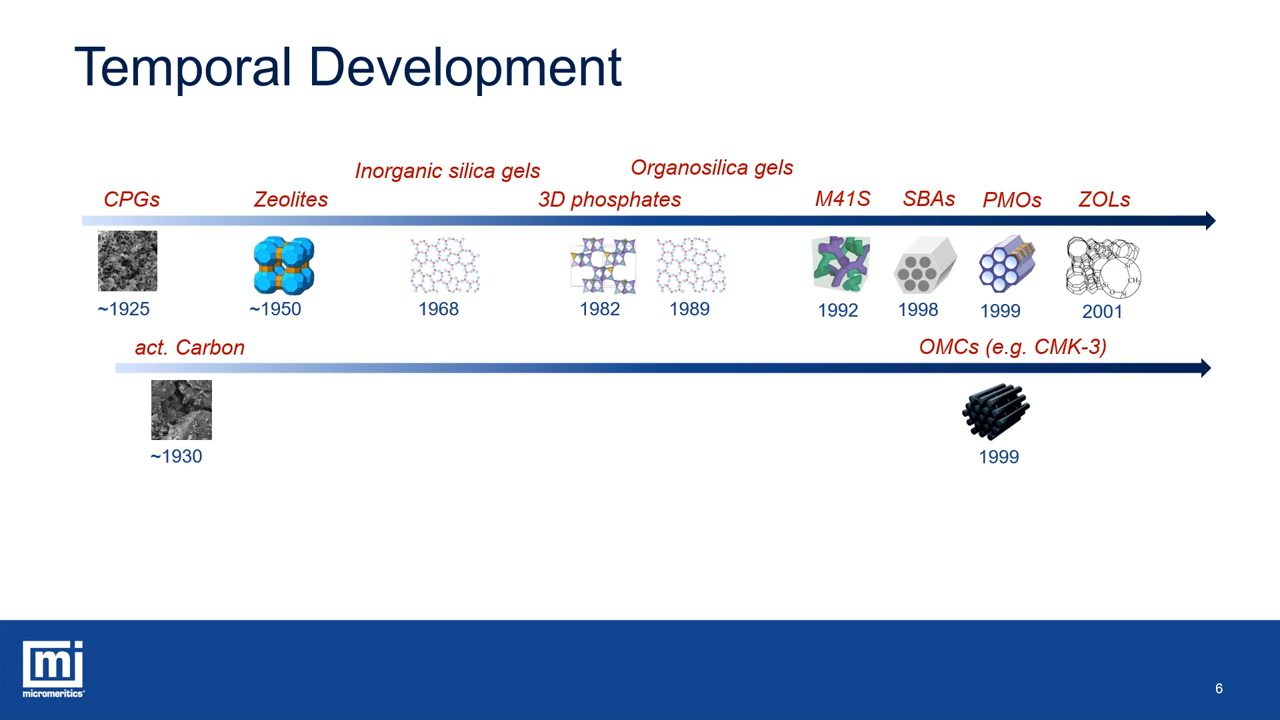 Temporal Development
Inorganic silica gels
Organosilica gels
CPGs
Zeolites
3D phosphates
M41S
SBAs
PMOs
ZOLs
~1925
~1950
1968
1982
1989
1992
1998
1999
2001
act. Carbon
OMCs (e.g. CMK-3)
~1930
1999
mi
micromeritics®
6